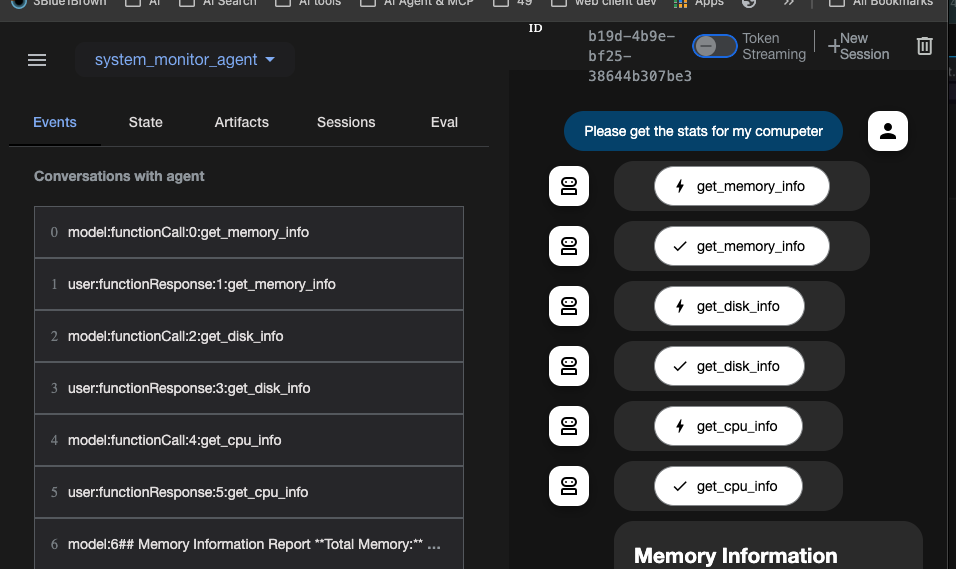 3Blue1Brown AI AI Search AI tools AI Agent & MCP 49 web client dev Apps » All Bookmarks
system_monitor_agent
ID b19d-4b9e-
bf25-
38644b307be3
Token
Streaming
New
Session
Events State Artifacts Sessions Eval
Conversations with agent
0 model:functionCall:0:get_memory_info
1 user:functionResponse:1:get_memory_info
2 model:functionCall:2:get_disk_info
3 user:functionResponse:3:get_disk_info
4 model:functionCall:4:get_cpu_info
5 user:functionResponse:5:get_cpu_info
6 model:6## Memory Information Report **Total Memory:** ...
Please get the stats for my comupeter
get_memory_info
get_memory_info
get_disk_info
get_disk_info
get_cpu_info
get_cpu_info
Memory Information